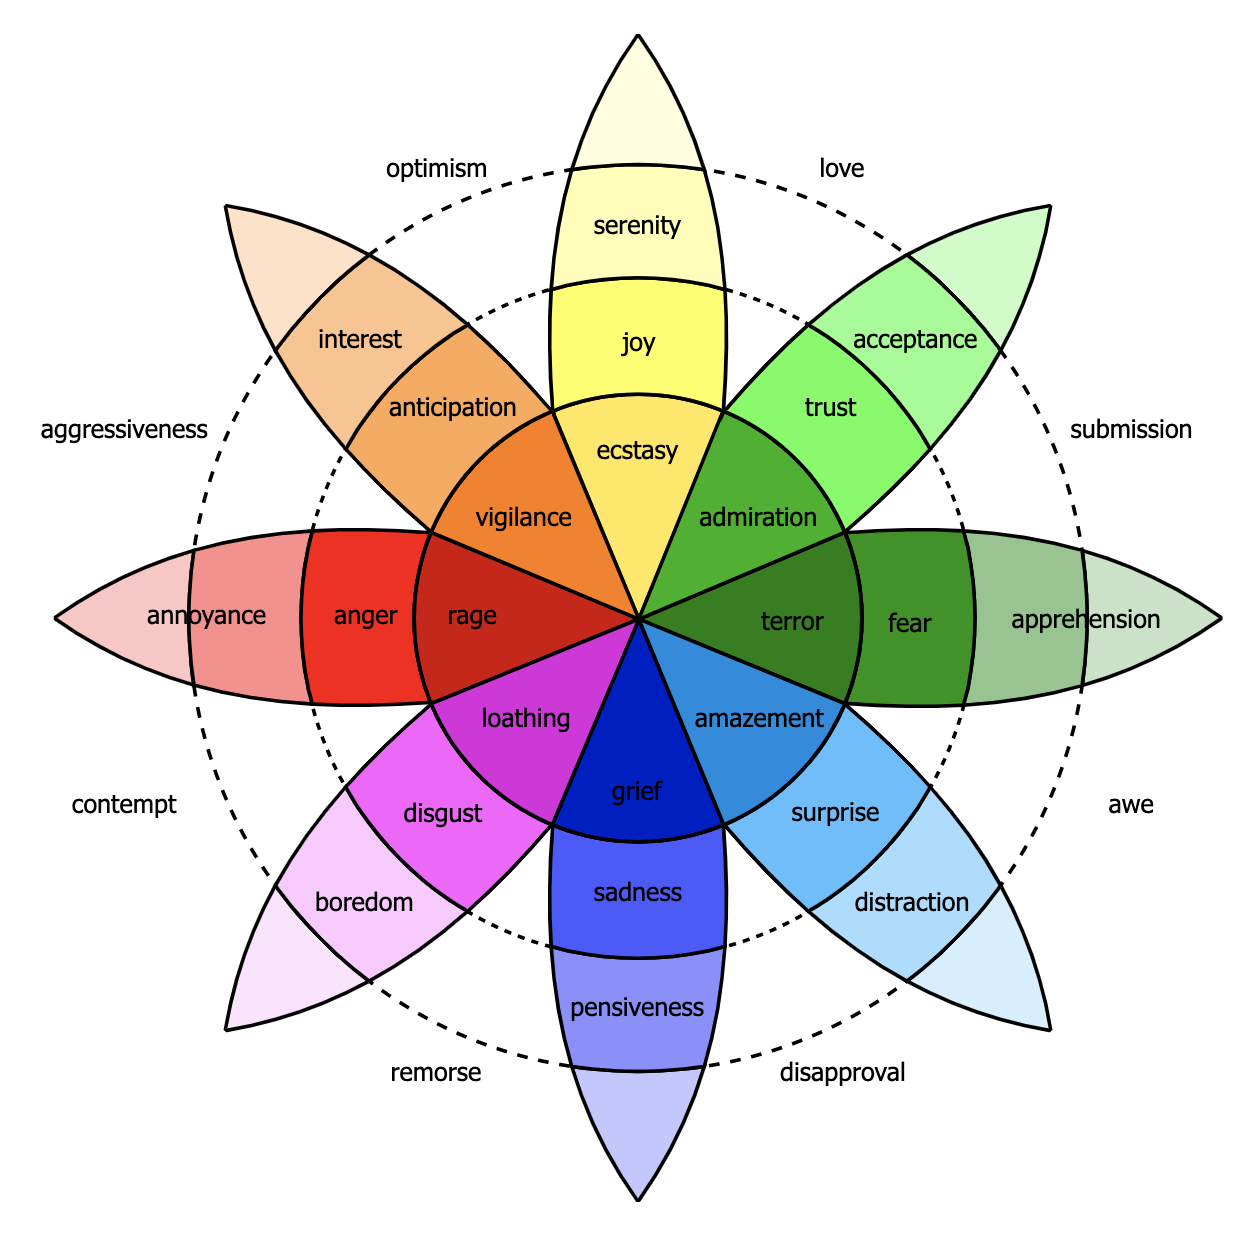 optimism
love
serenity
interest
joy
acceptance
anticipation
trust
aggressiveness
submission
ecstasy
vigilance
admiration
annoyance
anger
rage
terror
fear
apprehension
loathing
amazement
grief
contempt
awe
disgust
surprise
sadness
boredom
distraction
pensiveness
remorse
disapproval